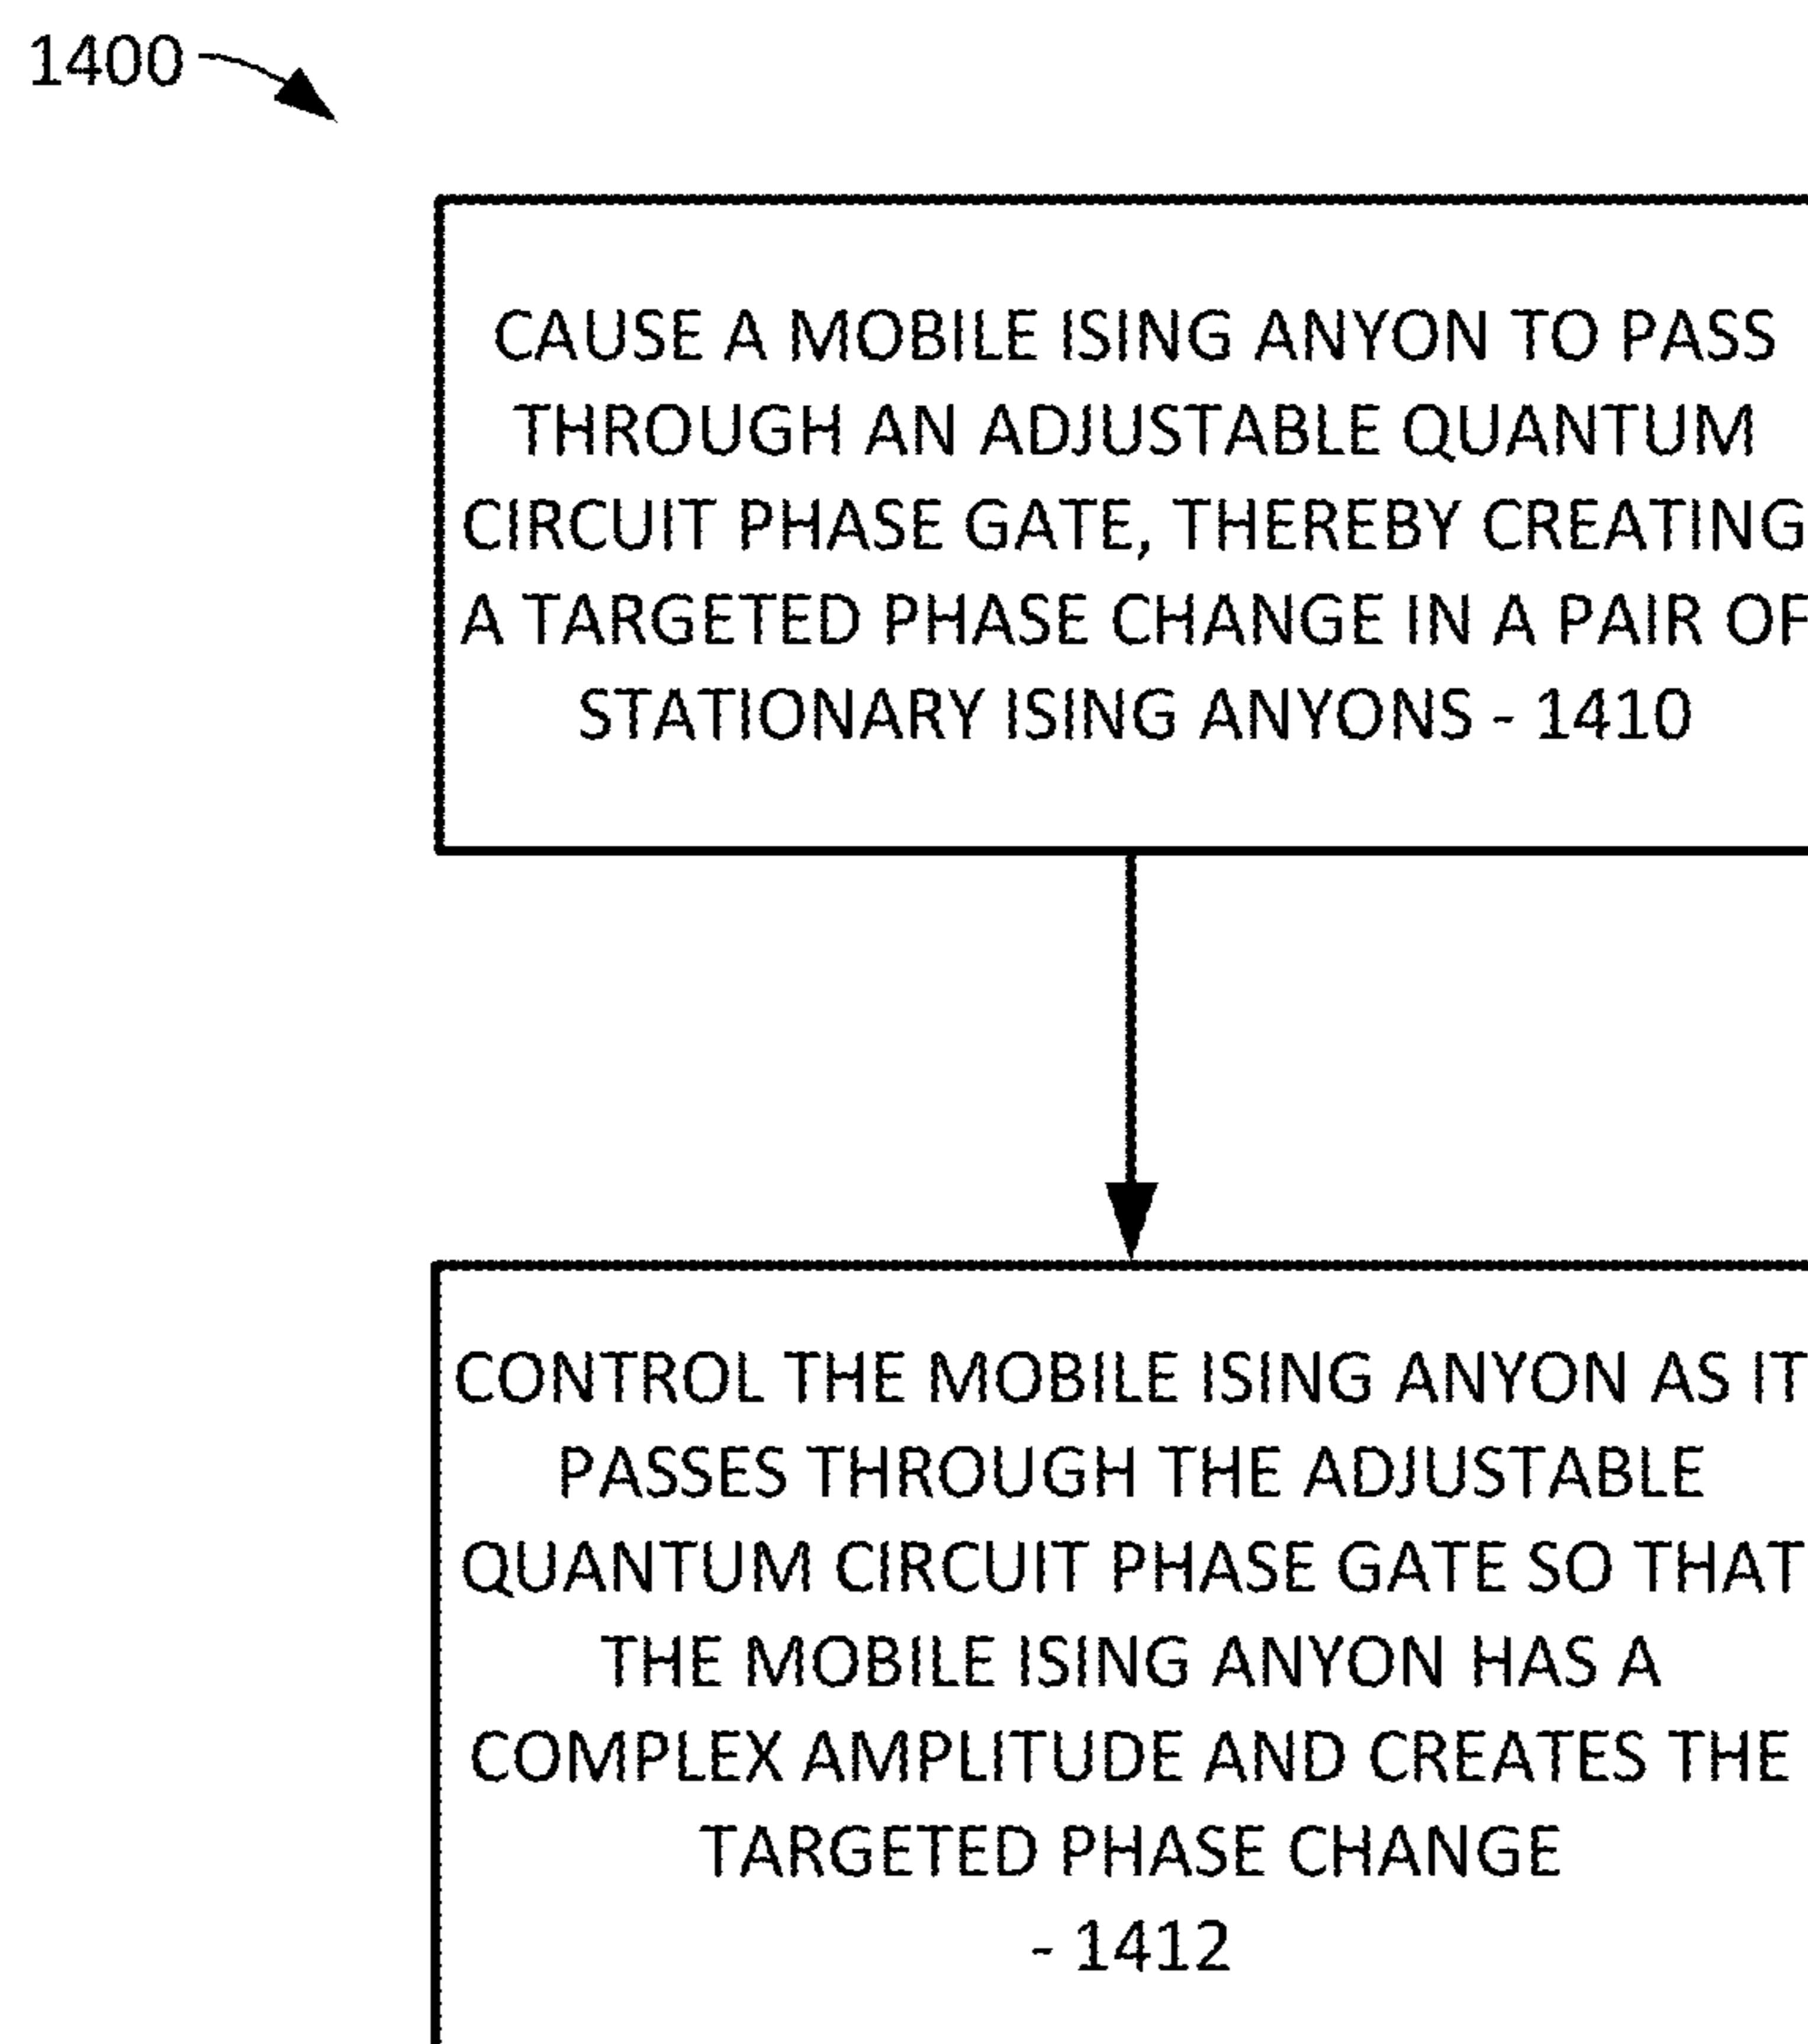 1400
CAUSE A MOBILE ISING ANYON TO PASS
THROUGH AN ADJUSTABLE QUANTUM
CIRCUIT PHASE GATE, THEREBY CREATING
A TARGETED PHASE CHANGE IN A PAIR OF
STATIONARY ISING ANYONS - 1410
CONTROL THE MOBILE ISING ANYON AS IT
PASSES THROUGH THE ADJUSTABLE
QUANTUM CIRCUIT PHASE GATE SO THAT
THE MOBILE ISING ANYON HAS A
COMPLEX AMPLITUDE AND CREATES THE
TARGETED PHASE CHANGE
- 1412